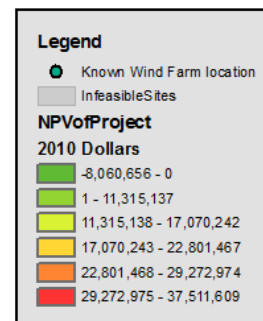 Legend
Known Wind Farm location
InfeasibleSites
NPVofProject
2010 Dollars
-8,060,656 - 0
1 - 11,315,137
11,315,138 - 17,070,242
17,070,243 - 22,801,467
22,801,468 - 29,272,974
29,272,975 - 37,511,609